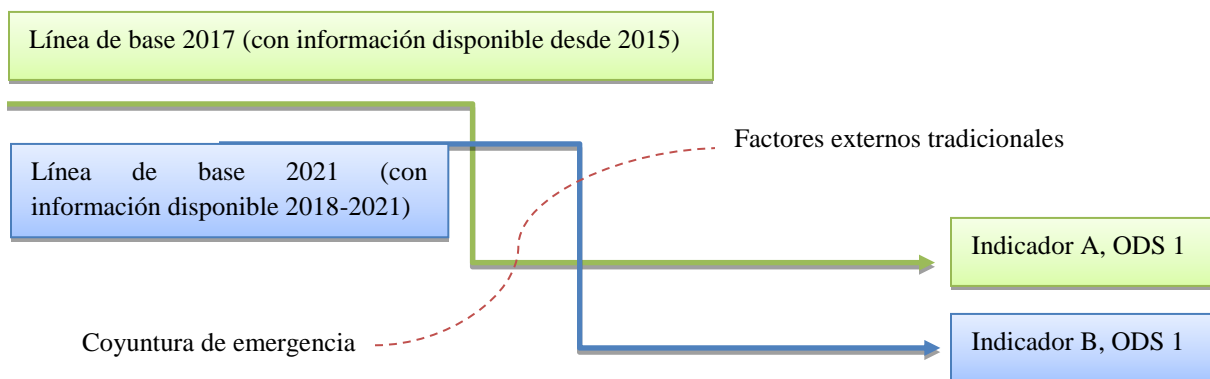 Línea de base 2017 (con información disponible desde 2015)
Factores externos tradicionales
Línea de base 2021 (con
información disponible 2018-2021)
Indicador A, ODS 1
Coyuntura de emergencia
Indicador B, ODS 1